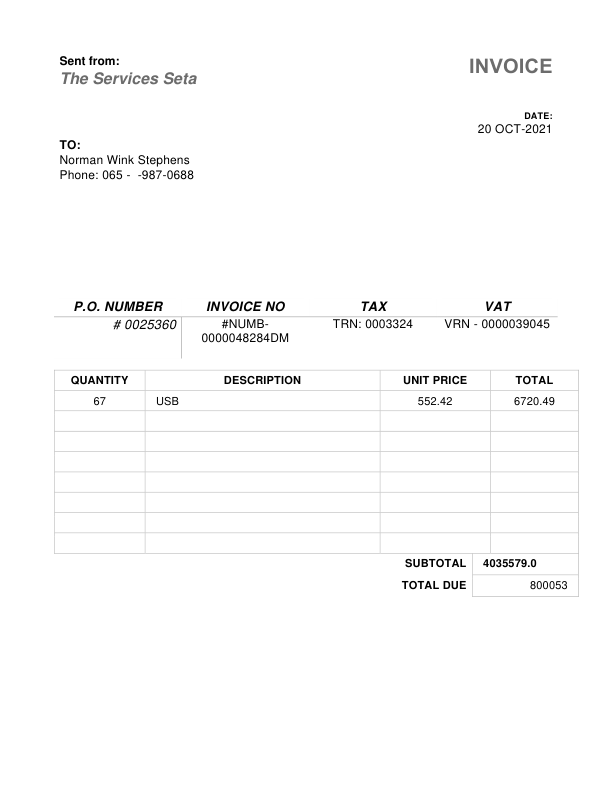 Sent from:
The Services Seta
INVOICE
DATE:
20 OCT-2021
TO:
Norman Wink Stephens
Phone: 065 -  -987-0688
P.O. NUMBER INVOICE NO TAX VAT
# 0025360 #NUMB- TRN: 0003324 VRN - 0000039045
0000048284DM
QUANTITY DESCRIPTION UNIT PRICE TOTAL
67 USB 552.42 6720.49
SUBTOTAL 4035579.0
TOTAL DUE 800053